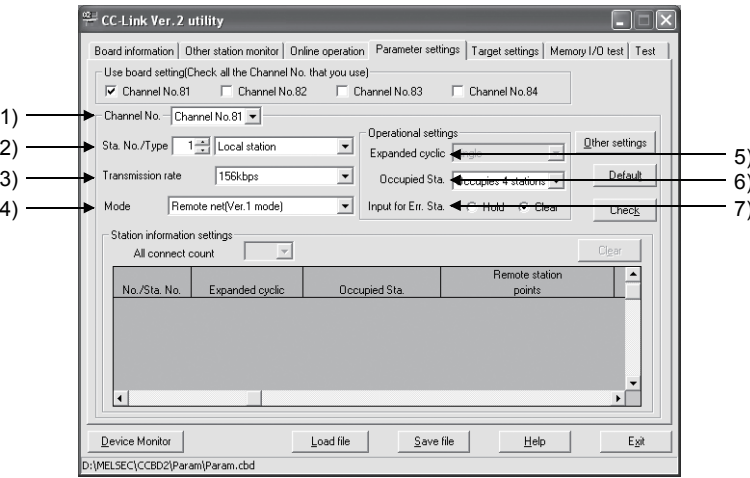 CC-Link Ver.2 utility
Board information Other station monitor Online operation Parameter settings Target settings Memory I/O test Test
Use board setting(Check all the Channel No. that you use)
Channel No.81 Channel No.82 Channel No.83 Channel No.84
1) Channel No. Channel No.81
2) Sta. No./Type 1 Local station
3) Transmission rate 156kbps
4) Mode Remote net(Ver.1 mode)
Operational settings
Expanded cyclic 5)
Occupied Sta. Occupies 4 stations 6)
Input for Err. Sta. Hold Clear 7)
Other settings
Default
Check
Station information settings
All connect count
Clear
No./Sta. No. Expanded cyclic Occupied Sta. Remote station
points
Device Monitor Load file Save file Help Exit
D:\MELSEC\CCBD2\Param\Param.cbd